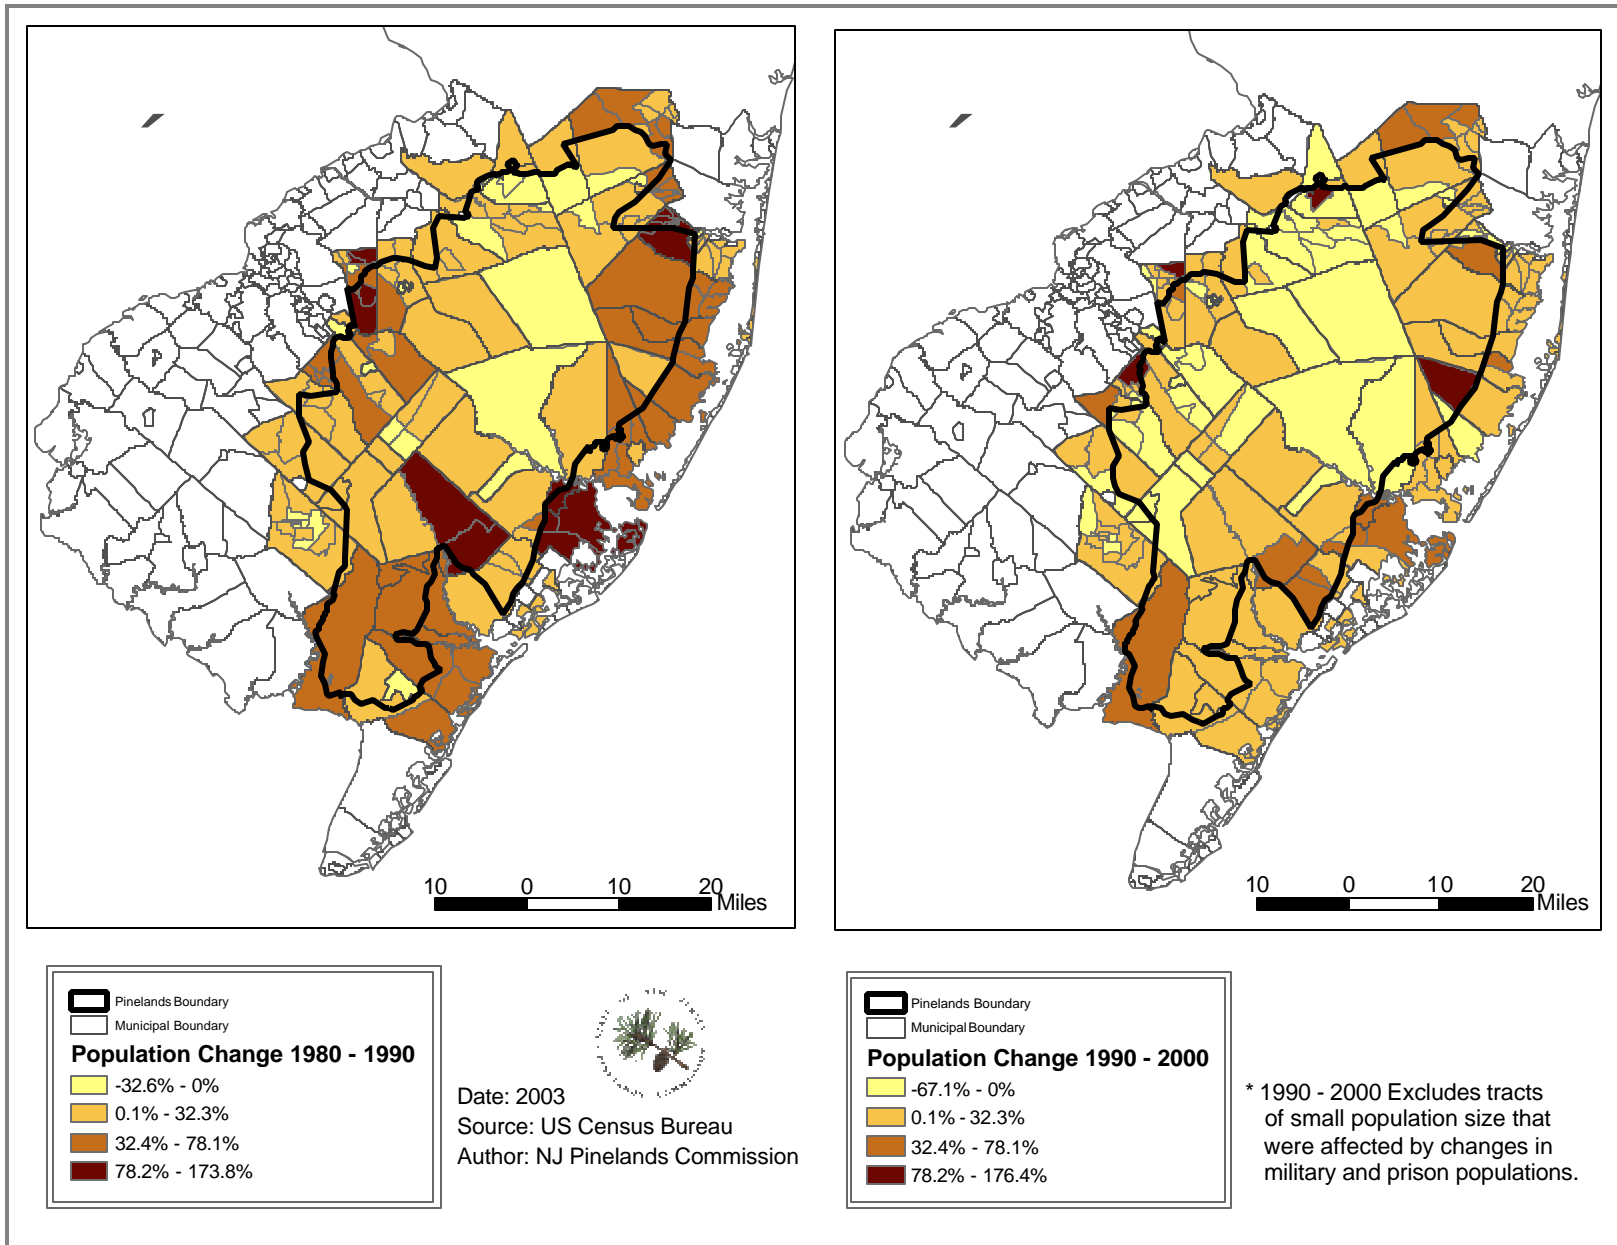 10 0 10 20
Miles
10 0 10 20
Miles
Pinelands Boundary
Municipal Boundary
Population Change 1980 - 1990
-32.6% - 0%
0.1% - 32.3%
32.4% - 78.1%
78.2% - 173.8%
Date: 2003
Source: US Census Bureau
Author: NJ Pinelands Commission
Pinelands Boundary
Municipal Boundary
Population Change 1990 - 2000
-67.1% - 0%
0.1% - 32.3%
32.4% - 78.1%
78.2% - 176.4%
* 1990 - 2000 Excludes tracts
of small population size that
were affected by changes in
military and prison populations.